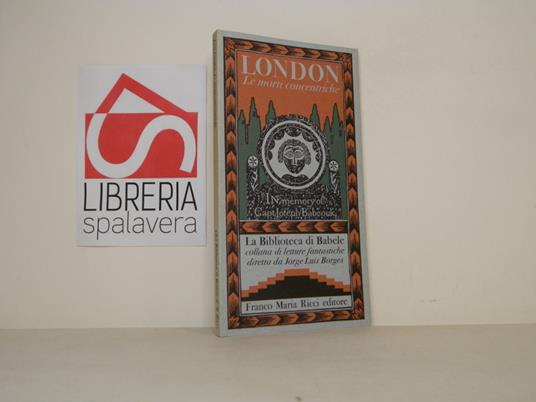 LIBRERIA
spalavera
LONDON
Le morti concentriche
IN memory of
Capt Joseph Babcock
La Biblioteca di Babele
collana di letture fantastiche
diretta da Jorge Luis Borges
Franco Maria Ricci editore